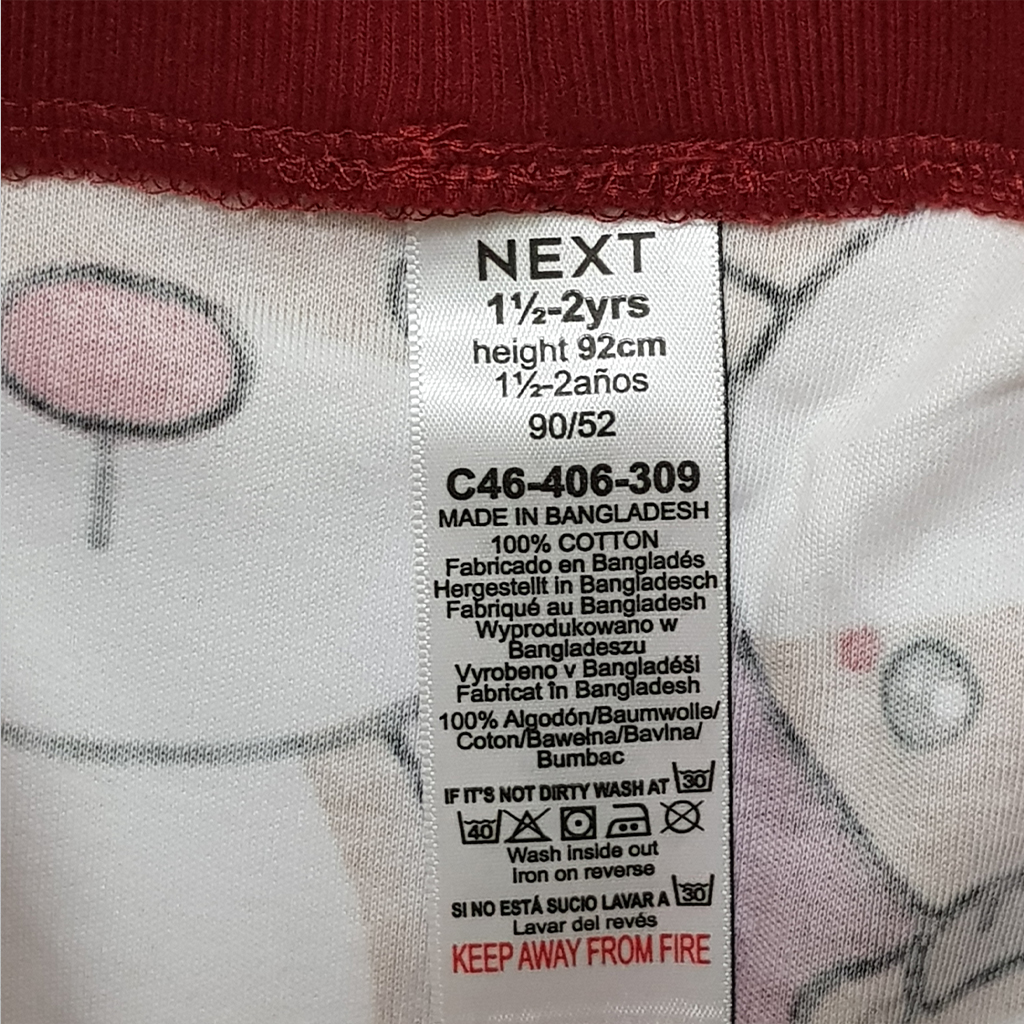 NEXT
1½-2yrs
height 92cm
1½-2años
90/52
C46-406-309
MADE IN BANGLADESH
100% COTTON
Fabricado en Bangladés
Hergestellt in Bangladesch
Fabriqué au Bangladesh
Wyprodukowano w
Bangladeszu
Vyrobeno v Bangladéši
Fabricat în Bangladesh
100% Algodón/Baumwolle/
Coton/Bawełna/Bavlna/
Bumbac
IF IT'S NOT DIRTY WASH AT 30
40
Wash inside out
Iron on reverse
SI NO ESTÁ SUCIO LAVAR A 30
Lavar del revés
KEEP AWAY FROM FIRE